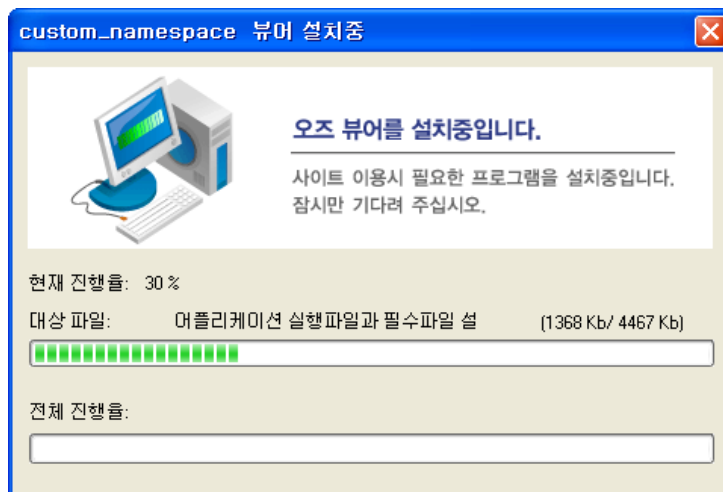 custom_namespace 뷰어 설치중
오즈 뷰어를 설치중입니다.
사이트 이용시 필요한 프로그램을 설치중입니다.
잠시만 기다려 주십시오.
현재 진행율: 30 %
대상 파일: 어플리케이션 실행파일과 필수파일 설 (1368 Kb/ 4467 Kb)
전체 진행율: